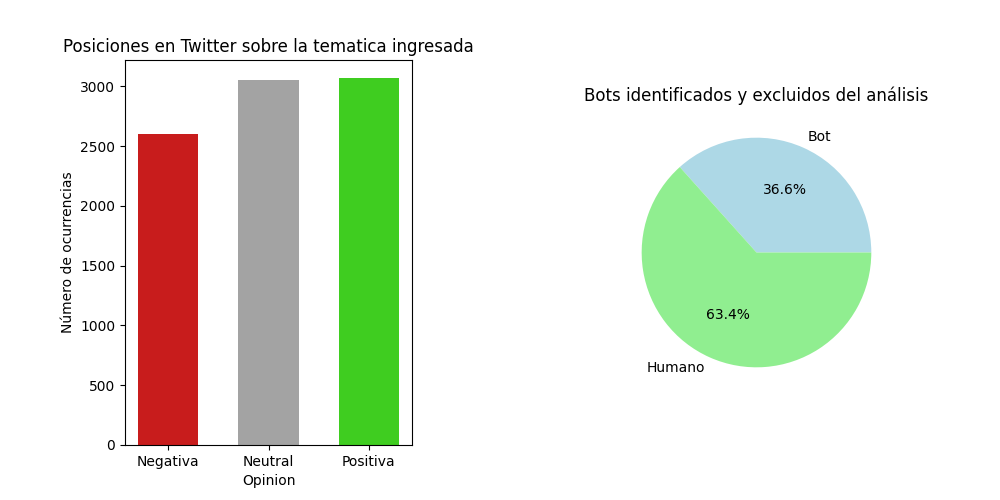 Posiciones en Twitter sobre la tematica ingresada
Número de ocurrencias
3000
2500
2000
1500
1000
500
0
Negativa
Neutral
Positiva
Opinion
Bots identificados y excluidos del análisis
Bot
36.6%
63.4%
Humano